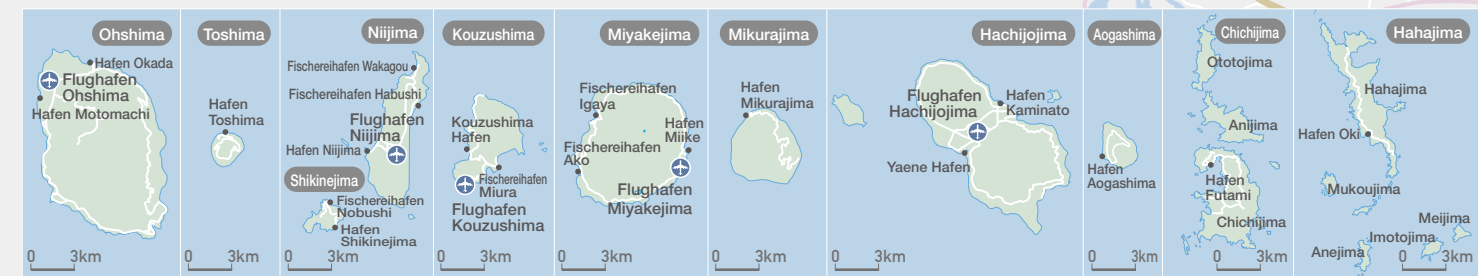 Ohshima
Hafen Okada
Flughafen
Ohshima
Hafen Motomachi
0 3km
Toshima
Hafen
Toshima
0 3km
Niijima
Fischereihafen Wakagou
Fischereihafen Habushi
Flughafen
Niijima
Hafen Niijima
Shikinejima
Fischereihafen
Nobushi
Hafen
Shikinejima
0 3km
Kouzushima
Kouzushima
Hafen
Fischereihafen
Miura
Flughafen
Kouzushima
0 3km
Miyakejima
Fischereihafen
Igaya
Hafen
Miike
Fischereihafen
Ako
Flughafen
Miyakejima
0 3km
Mikurajima
Hafen
Mikurajima
0 3km
Hachijojima
Flughafen
Hachijojima
Hafen
Kaminato
Yaene Hafen
0 3km
Aogashima
Hafen
Aogashima
0 3km
Chichijima
Ototojima
Anijima
Hafen
Futami
Chichijima
0 3km
Hahajima
Hahajima
Hafen Oki
Mukoujima
Meijima
Imotojima
Anejima
0 3km